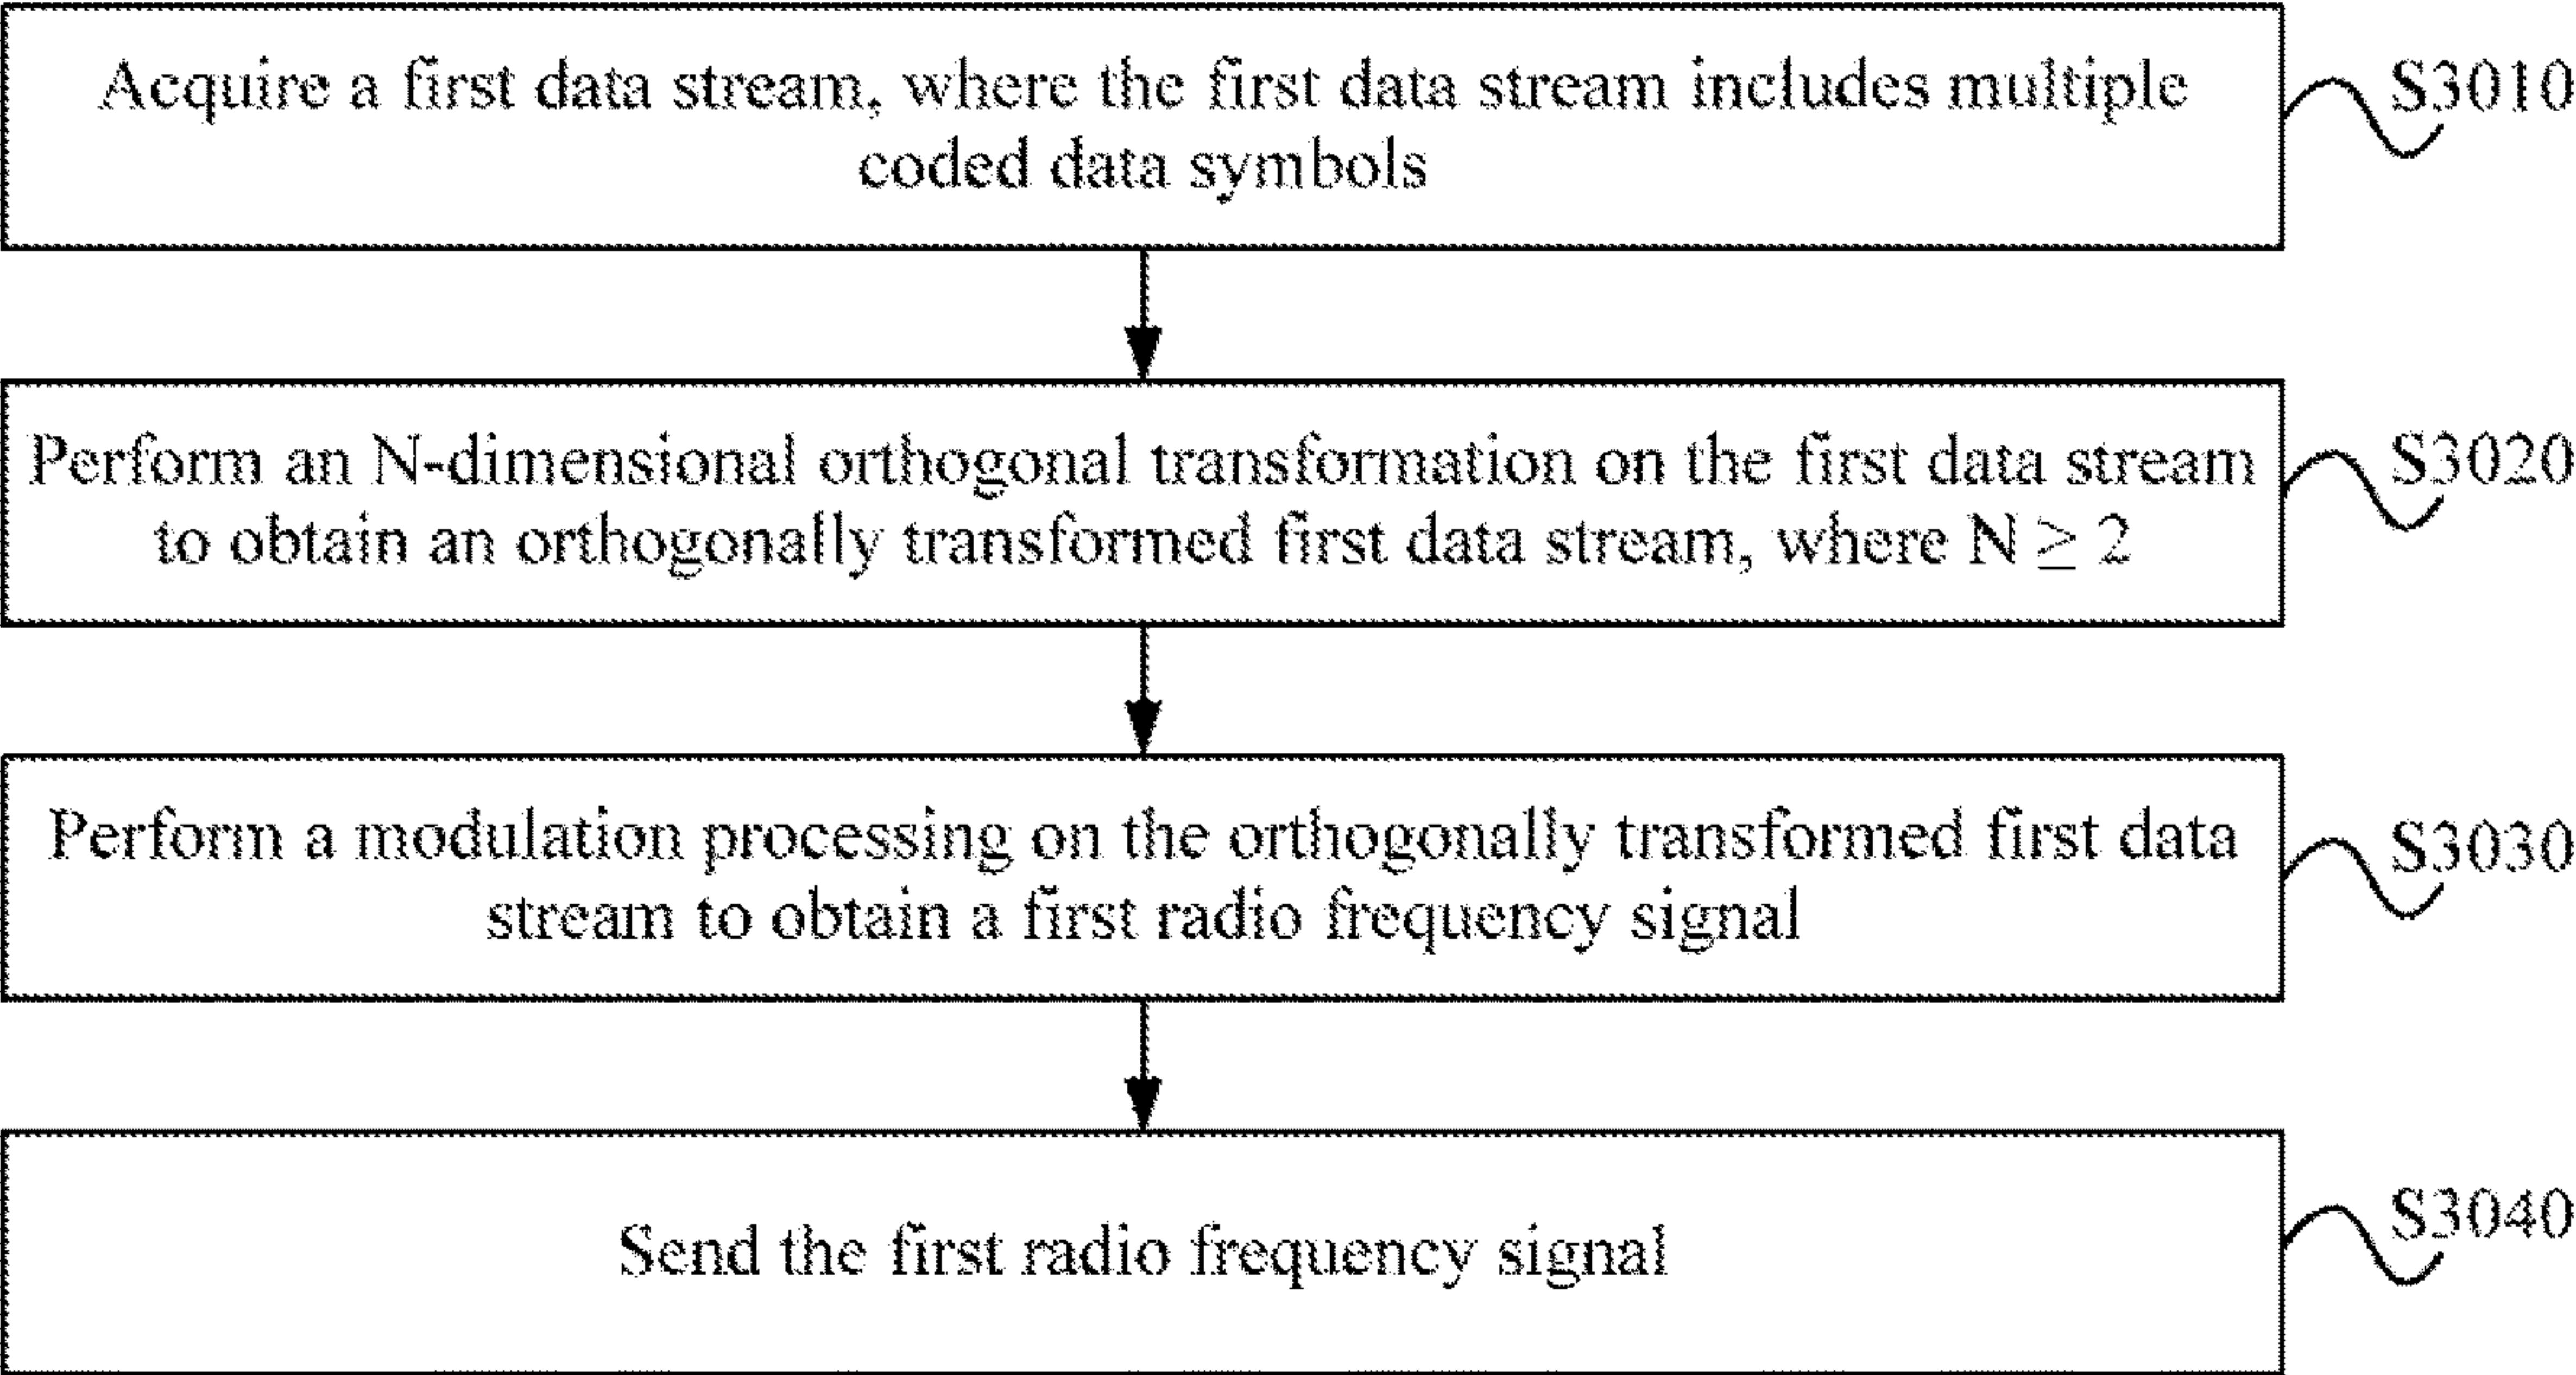 Acquire a first data stream, where the first data stream includes multiple
coded data symbols
S3010
Perform an N-dimensional orthogonal transformation on the first data stream
to obtain an orthogonally transformed first data stream, where N ≥ 2
S3020
Perform a modulation processing on the orthogonally transformed first data
stream to obtain a first radio frequency signal
S3030
Send the first radio frequency signal
S3040